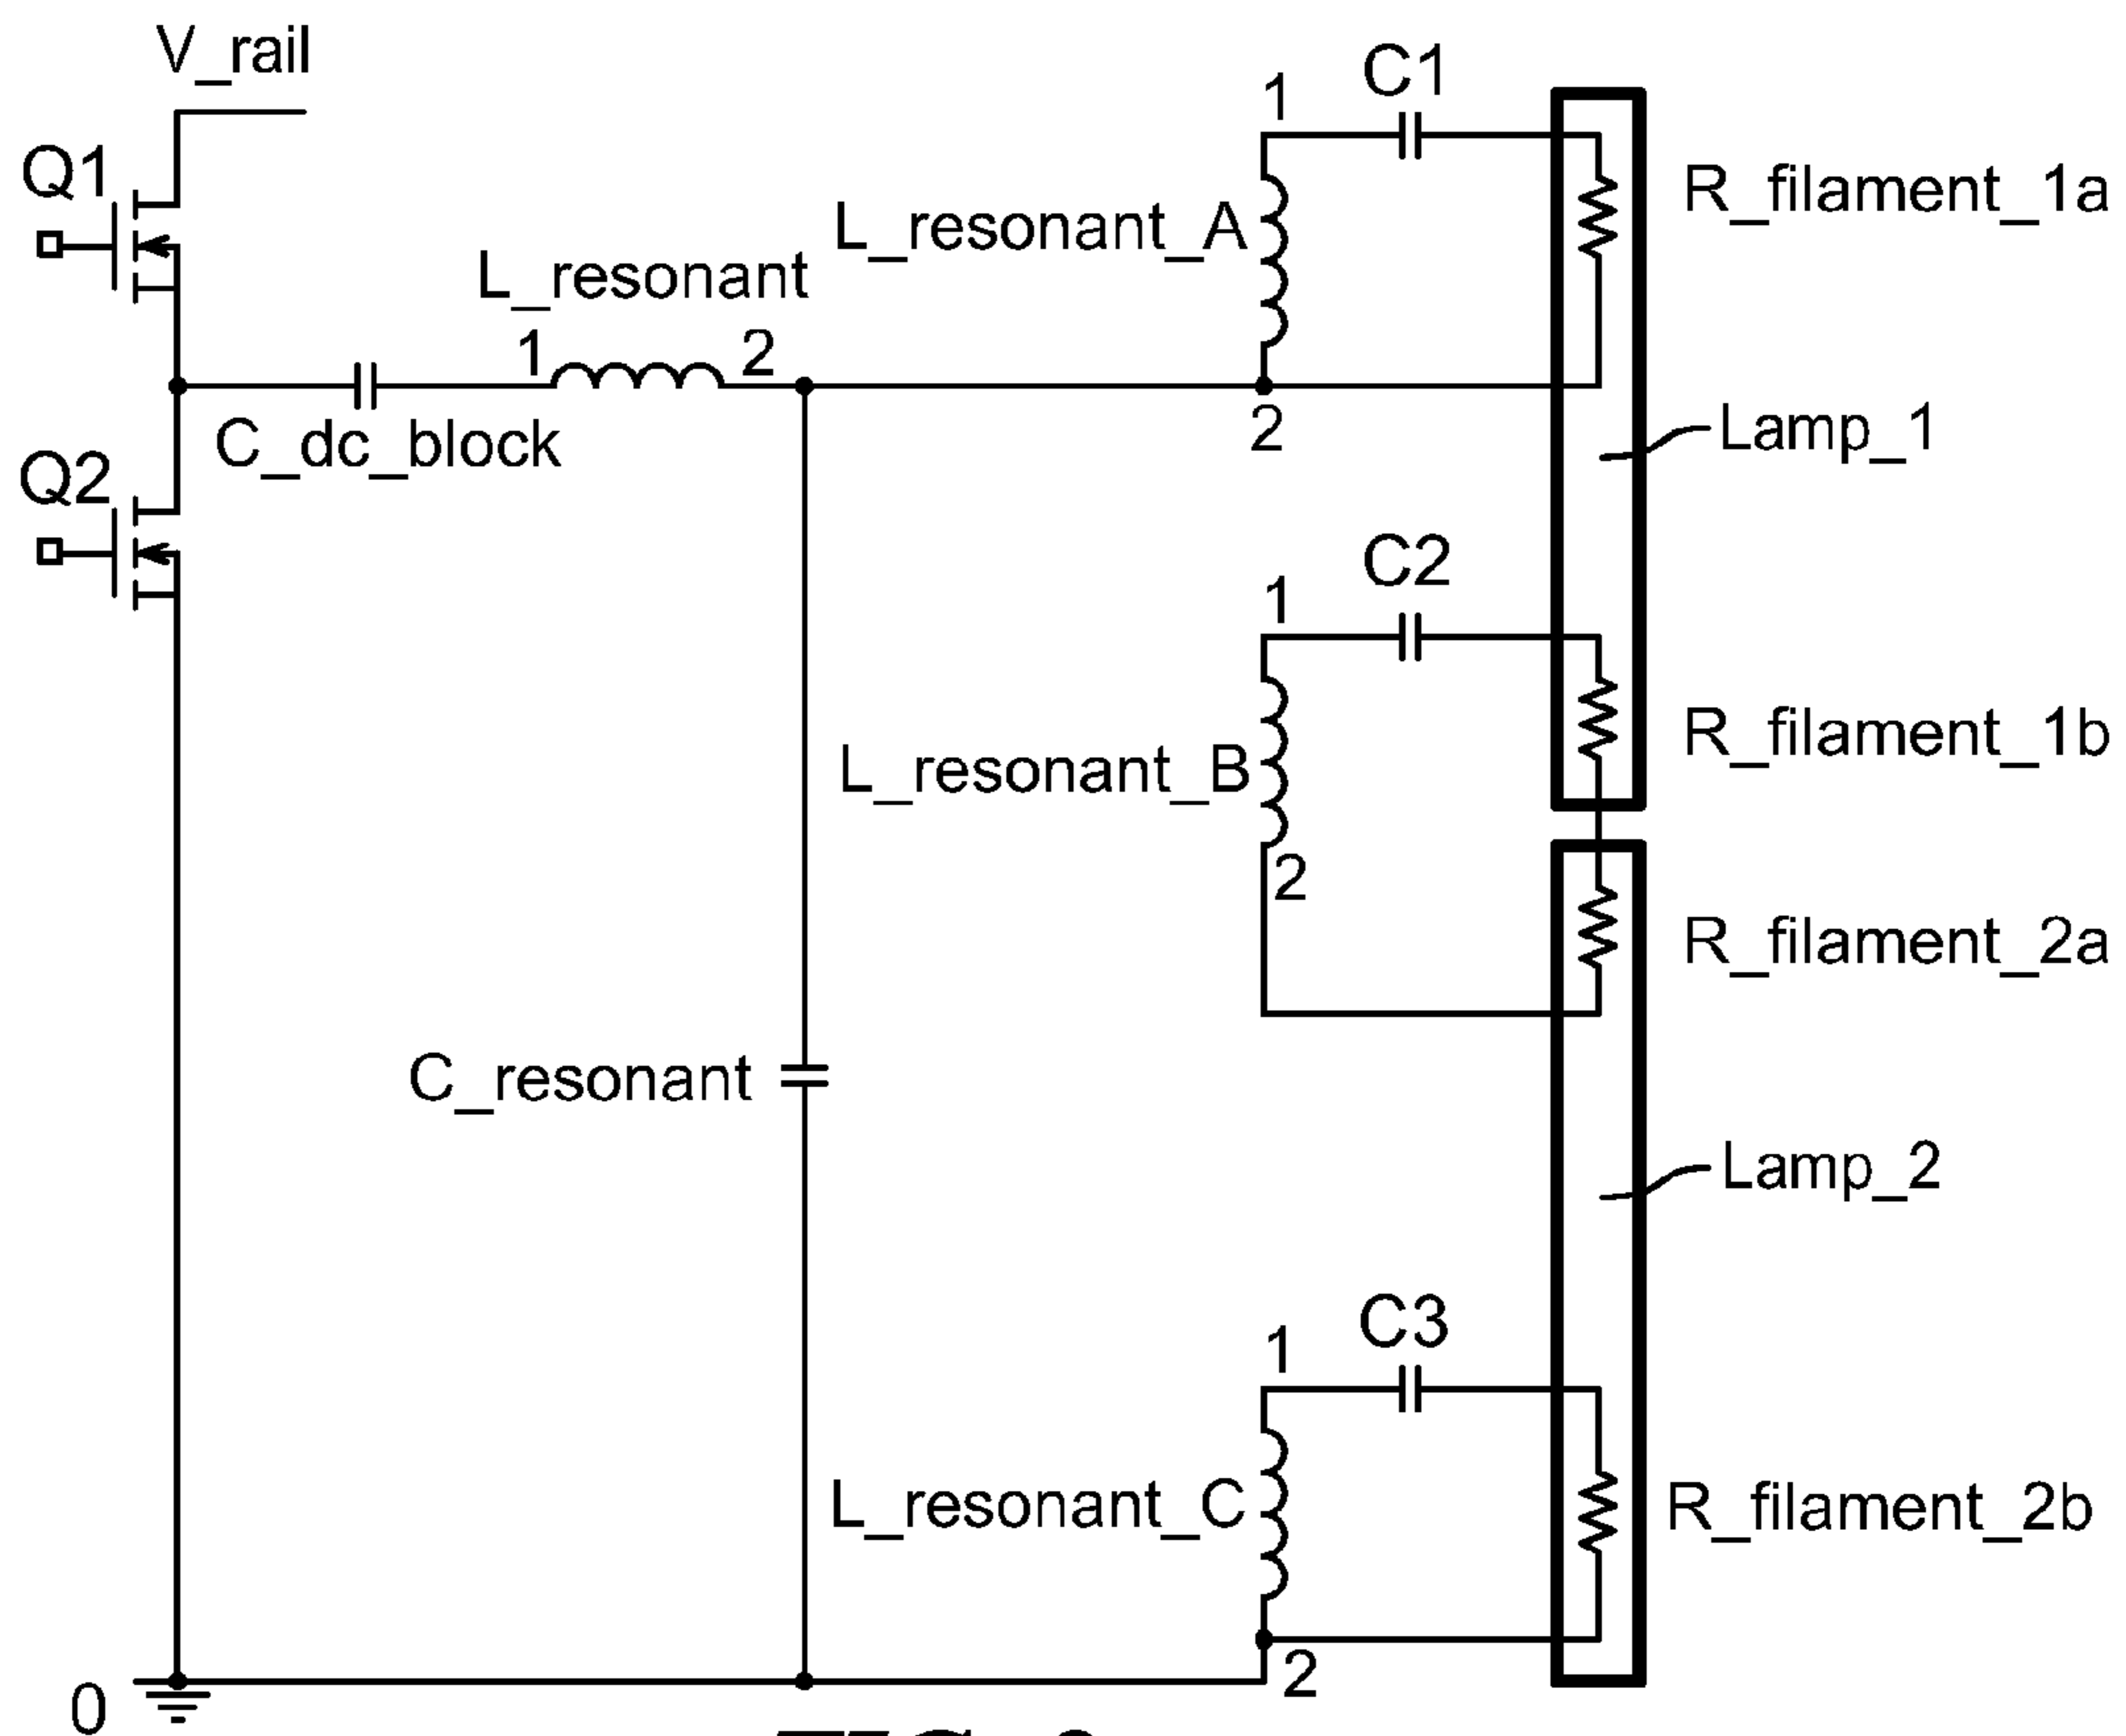 V_rail
C1
1
Q1
R_filament_1a
L_resonant_A
L_resonant
1
2
2
C_dc_block
Lamp_1
Q2
C2
1
R_filament_1b
L_resonant_B
2
R_filament_2a
C_resonant
Lamp_2
C3
1
L_resonant_C
R_filament_2b
2
0